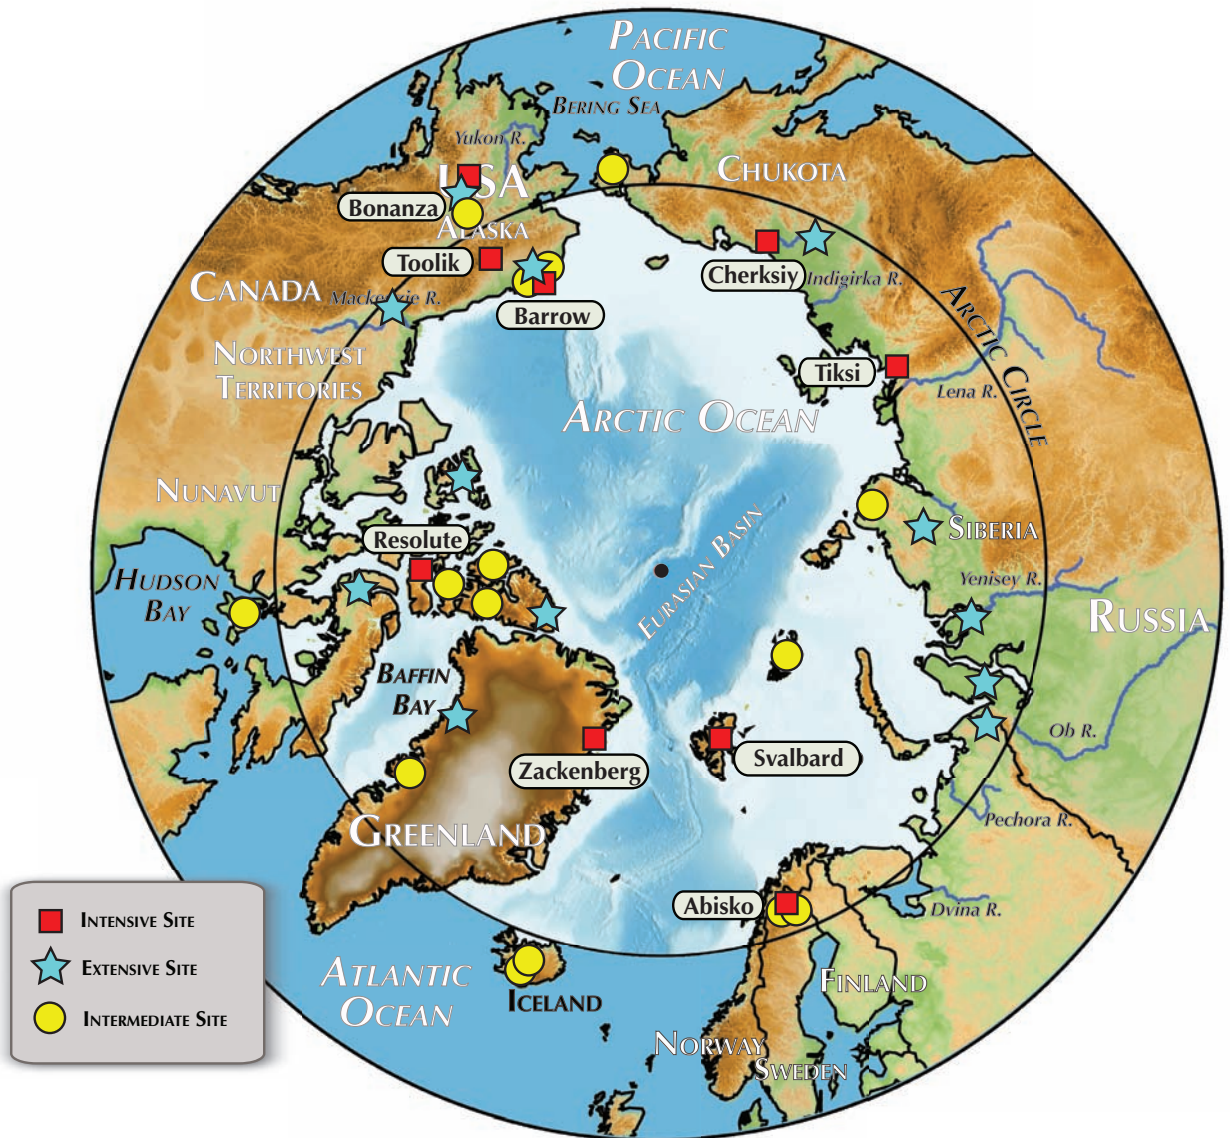 PACIFIC
OCEAN
BERING SEA
Yukon R.
USA
CHUKOTA
Bonanza
ALASKA
Toolik
Cherksiy
Indigirka R.
CANADA
Mackenzie R.
Barrow
ARCTIC CIRCLE
NORTHWEST
TERRITORIES
Tiksi
Lena R.
ARCTIC OCEAN
NUNAVUT
Resolute
EURASIAN BASIN
SIBERIA
HUDSON
BAY
Yenisey R.
RUSSIA
BAFFIN
BAY
Ob R.
Zackenberg
Svalbard
GREENLAND
Pechora R.
Abisko
Dvina R.
INTENSIVE SITE
EXTENSIVE SITE
INTERMEDIATE SITE
ATLANTIC
OCEAN
ICELAND
FINLAND
NORWAY
SWEDEN